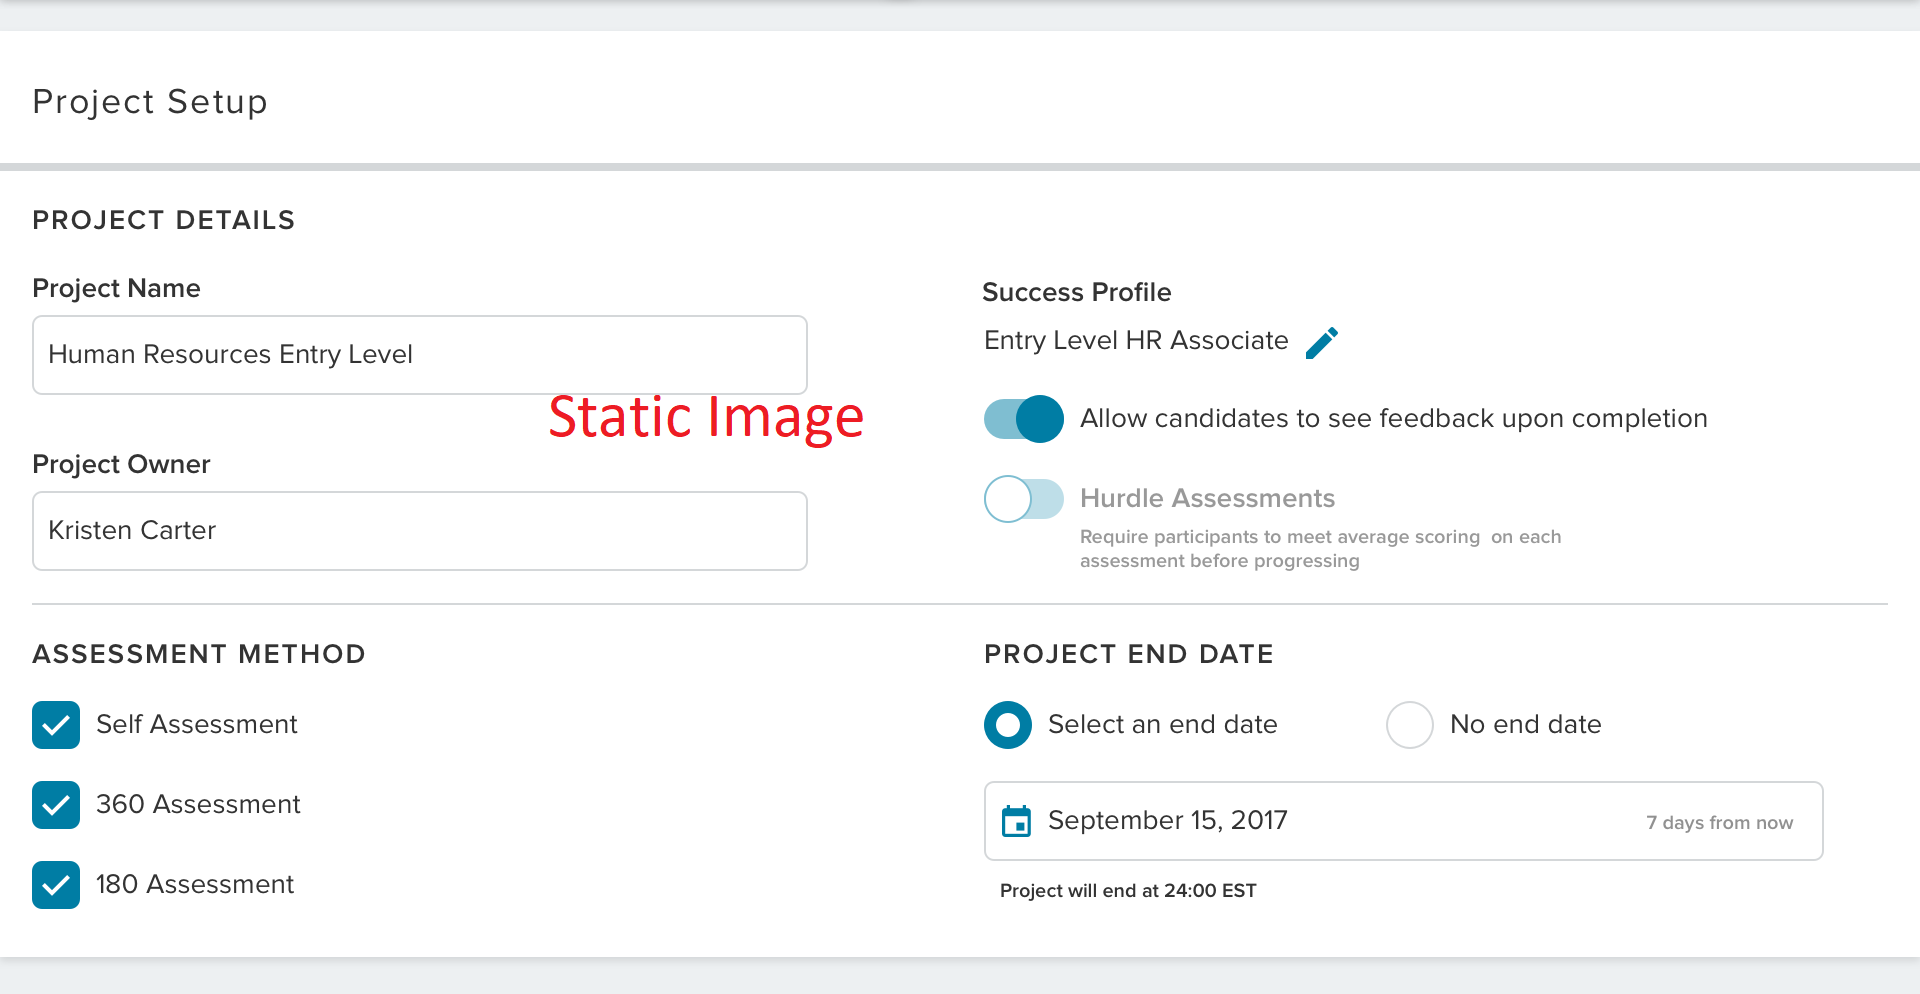 Project Setup
PROJECT DETAILS
Project Name
Human Resources Entry Level
Static Image
Project Owner
Kristen Carter
Success Profile
Entry Level HR Associate
Allow candidates to see feedback upon completion
Hurdle Assessments
Require participants to meet average scoring  on each
assessment before progressing
ASSESSMENT METHOD
Self Assessment
360 Assessment
180 Assessment
PROJECT END DATE
Select an end date
No end date
September 15, 2017
7 days from now
Project will end at 24:00 EST